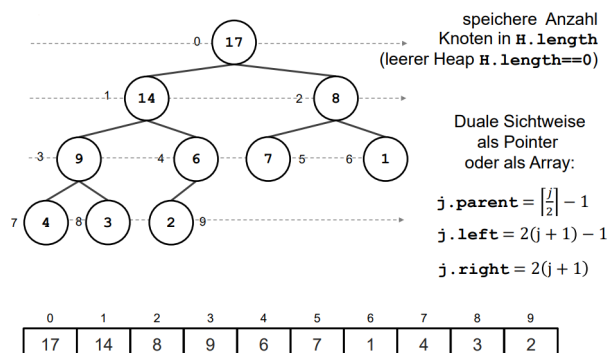 speichere Anzahl
Knoten in H.length
(leerer Heap H.length==0)
0 17
1 14 2 8
3 9 4 6 7 5 6 1
7 4 8 3 2 9
Duale Sichtweise
als Pointer
oder als Array:
j.parent = ⌈j/2⌉ − 1
j.left = 2(j + 1) − 1
j.right = 2(j + 1)
0 1 2 3 4 5 6 7 8 9
17 14 8 9 6 7 1 4 3 2